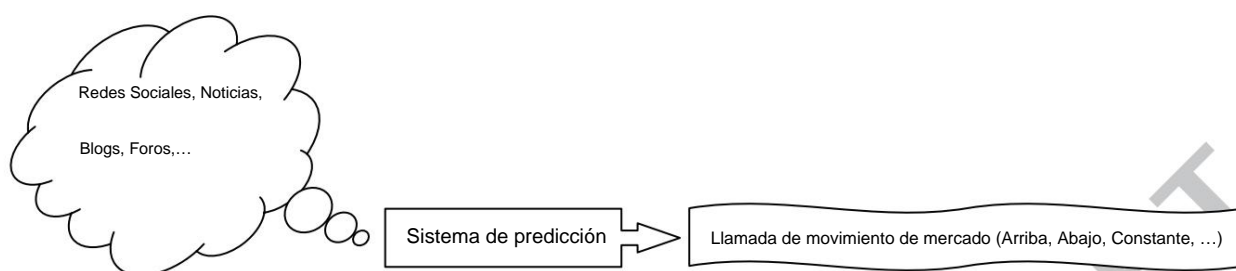 Redes Sociales, Noticias,
Blogs, Foros,…
Sistema de predicción
Llamada de movimiento de mercado (Arriba, Abajo, Constante, …)